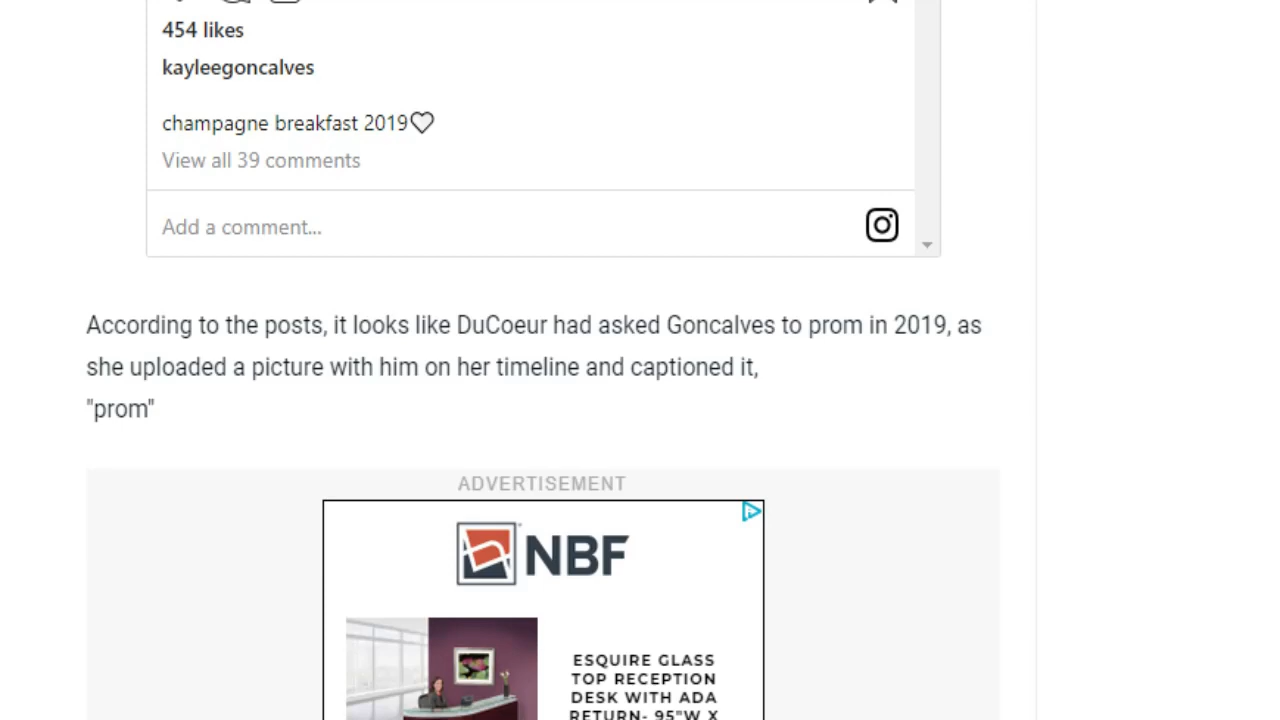 454 likes
kayleegoncalves
champagne breakfast 2019♡
View all 39 comments
Add a comment...
According to the posts, it looks like DuCoeur had asked Goncalves to prom in 2019, as
she uploaded a picture with him on her timeline and captioned it,
"prom"
ADVERTISEMENT
NBF
ESQUIRE GLASS
TOP RECEPTION
DESK WITH ADA
RETURN- 95"W X